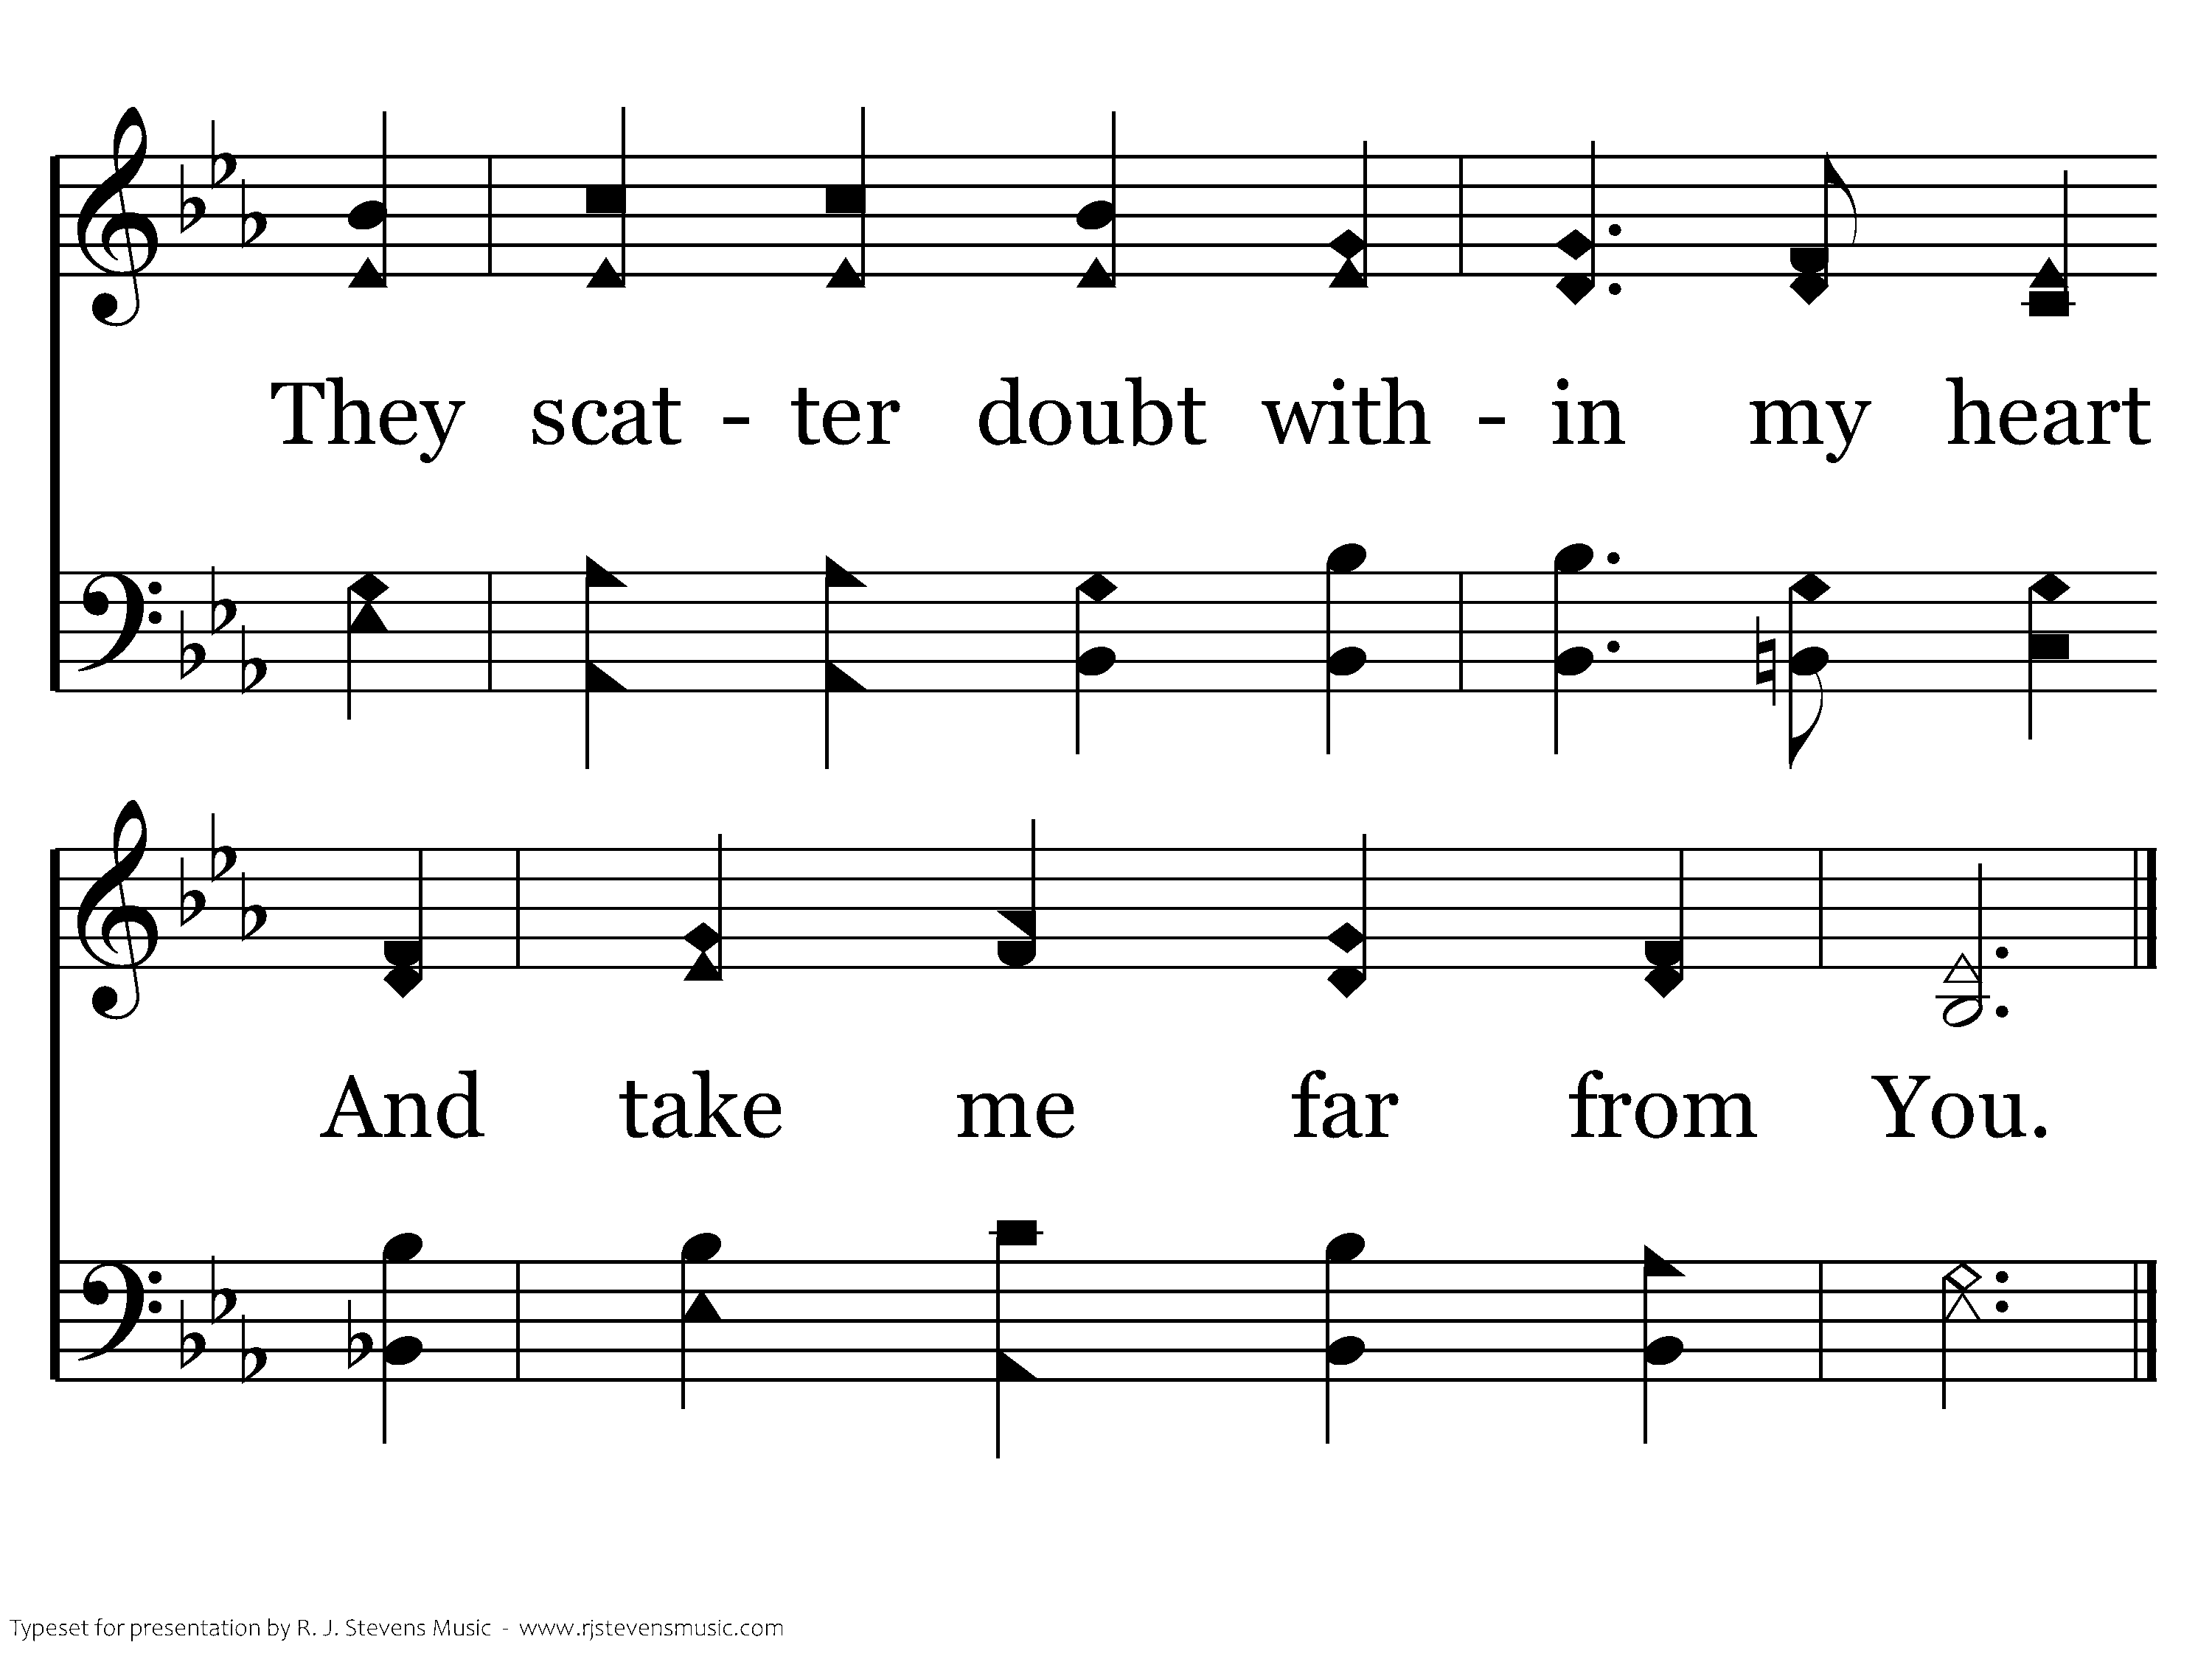 They scat - ter doubt with - in my heart
And take me far from You.
Typeset for presentation by R. J. Stevens Music - www.rjstevensmusic.com